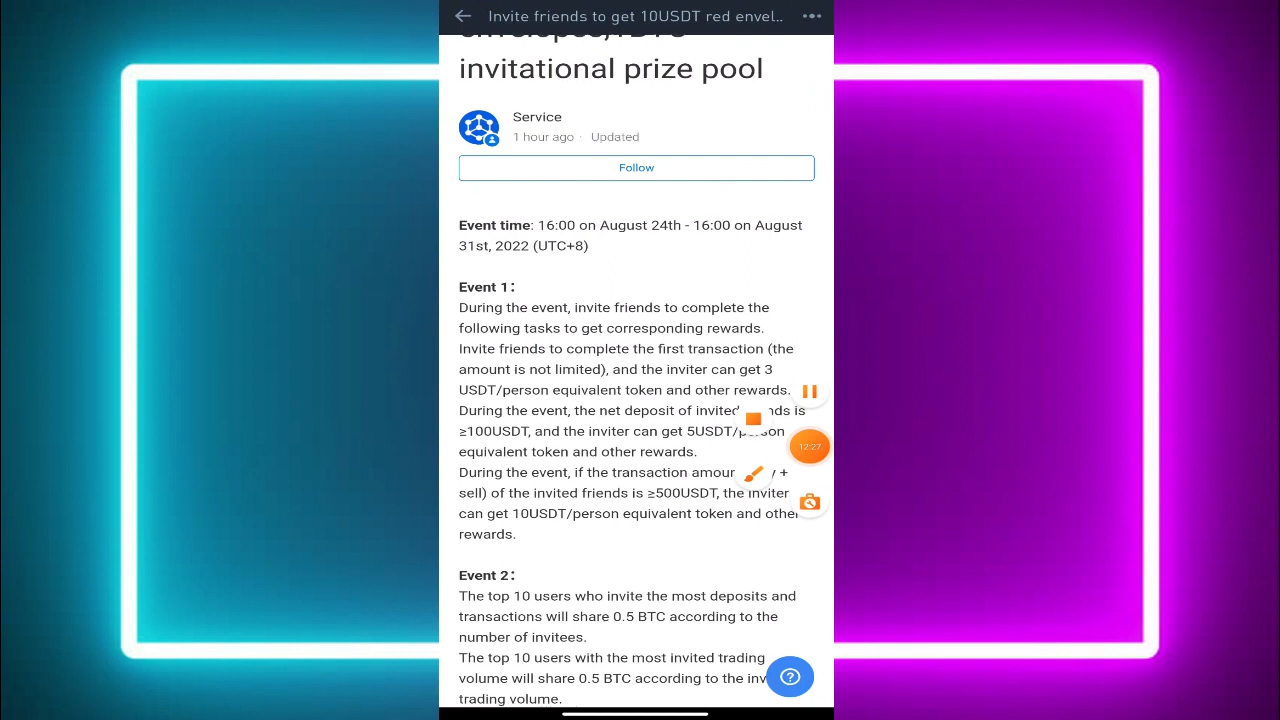 Invite friends to get 10USDT red envel...
invitational prize pool
Service
1 hour ago · Updated
Follow
Event time: 16:00 on August 24th - 16:00 on August
31st, 2022 (UTC+8)
Event 1:
During the event, invite friends to complete the
following tasks to get corresponding rewards.
Invite friends to complete the first transaction (the
amount is not limited), and the inviter can get 3
USDT/person equivalent token and other rewards.
During the event, the net deposit of invited is
≥100USDT, and the inviter can get 5USDT/person
equivalent token and other rewards.
During the event, if the transaction +
sell) of the invited friends is ≥500USDT, the inviter
can get 10USDT/person equivalent token and other
rewards.
12:27
Event 2:
The top 10 users who invite the most deposits and
transactions will share 0.5 BTC according to the
number of invitees.
The top 10 users with the most invited trading
volume will share 0.5 BTC according to the
trading volume.